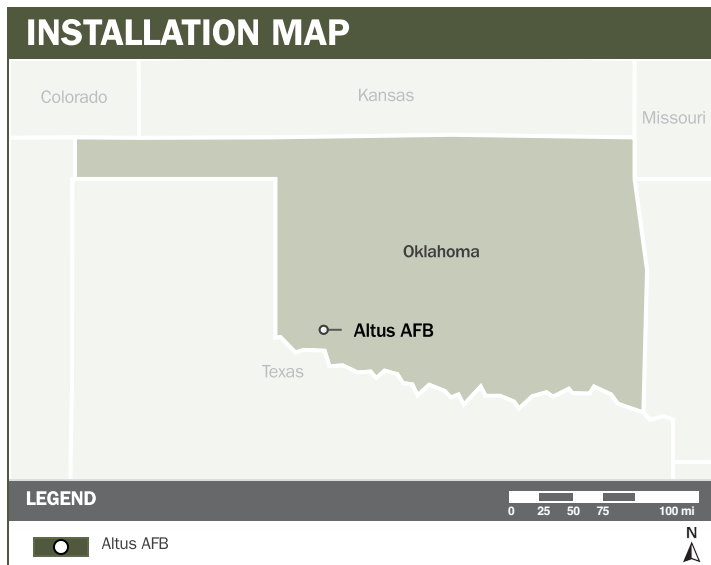 INSTALLATION MAP
Colorado
Kansas
Missouri
Oklahoma
Altus AFB
Texas
LEGEND
0 25 50 75 100 mi
Altus AFB
N